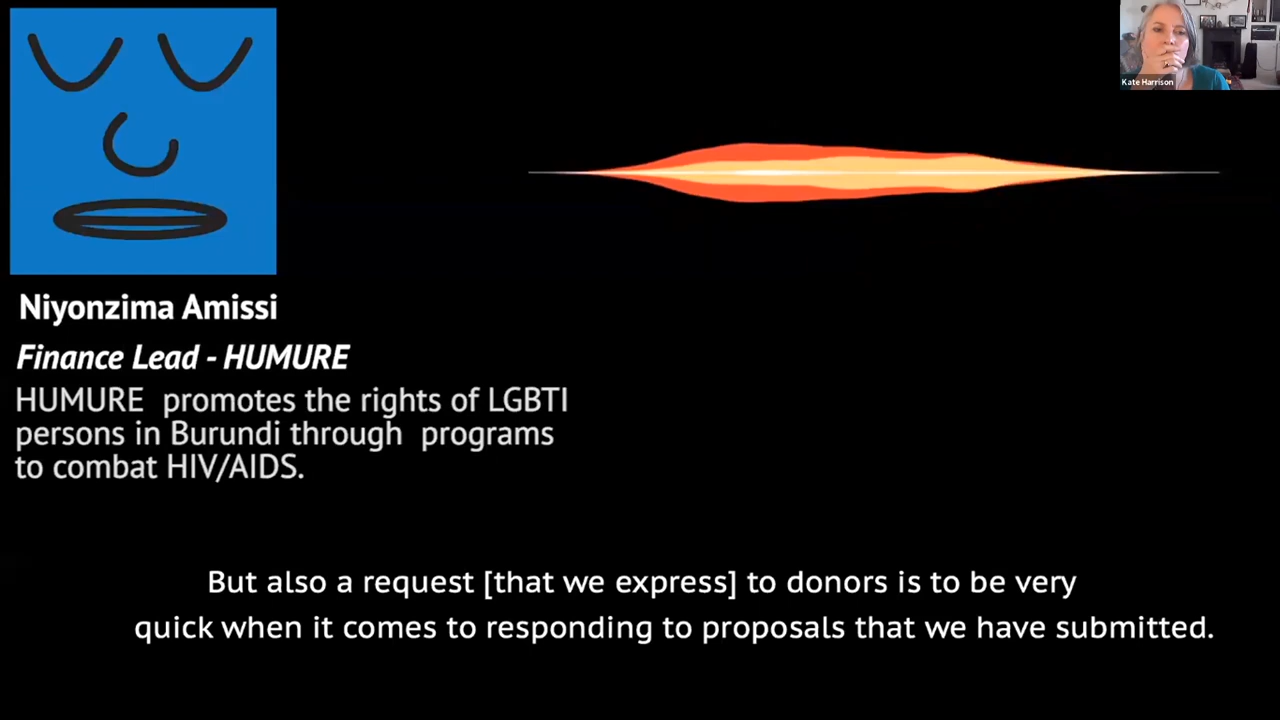 Kate Harrison
Niyonzima Amissi
Finance Lead - HUMURE
HUMURE promotes the rights of LGBTI
persons in Burundi through programs
to combat HIV/AIDS.
But also a request [that we express] to donors is to be very
quick when it comes to responding to proposals that we have submitted.